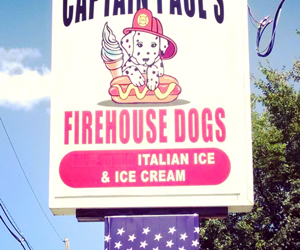 CAPTAIN PAUL'S
FIREHOUSE DOGS
ITALIAN ICE
& ICE CREAM